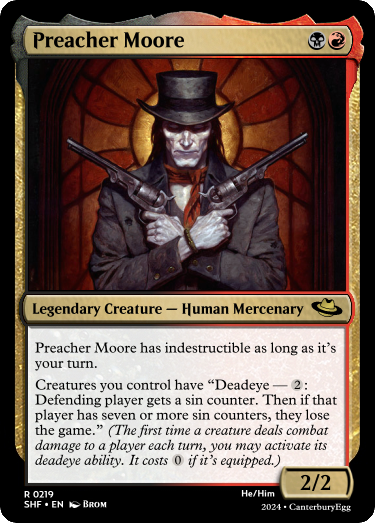 Preacher Moore
Legendary Creature — Human Mercenary
Preacher Moore has indestructible as long as it's
your turn.
Creatures you control have “Deadeye — 2:
Defending player gets a sin counter. Then if that
player has seven or more sin counters, they lose
the game.” (The first time a creature deals combat
damage to a player each turn, you may activate its
deadeye ability. It costs 0 if it's equipped.)
2/2
R 0219
He/Him
SHF • EN Brom
2024 • CanterburyEgg